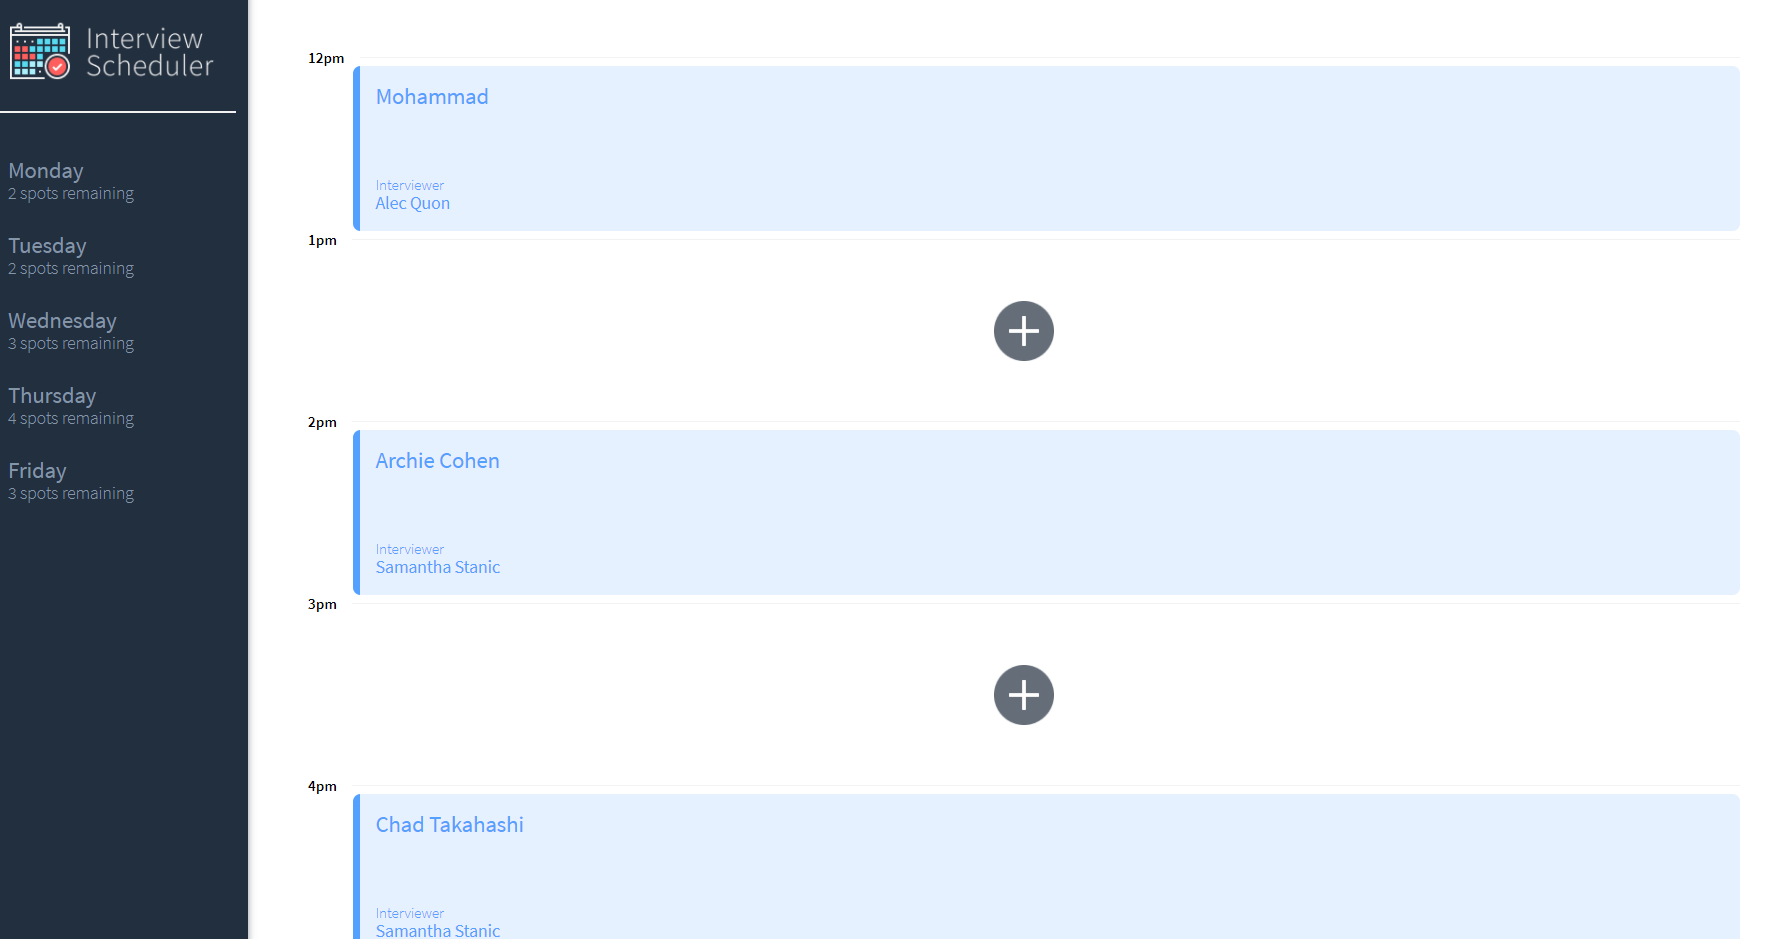 Interview
Scheduler
Monday
2 spots remaining
Tuesday
2 spots remaining
Wednesday
3 spots remaining
Thursday
4 spots remaining
Friday
3 spots remaining
12pm
Mohammad
Interviewer
Alec Quon
1pm
2pm
Archie Cohen
Interviewer
Samantha Stanic
3pm
4pm
Chad Takahashi
Interviewer
Samantha Stanic